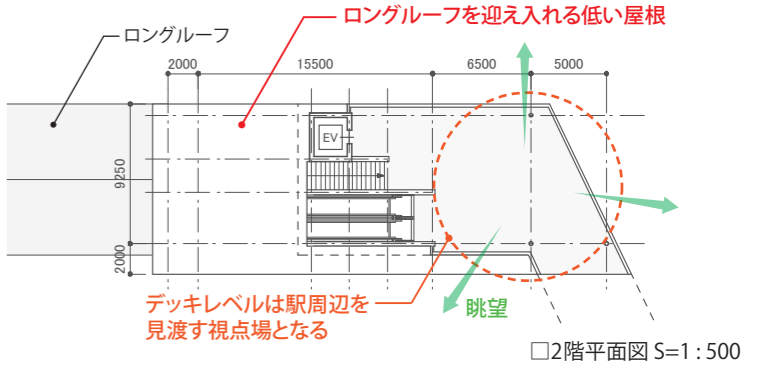 ロングルーフを迎え入れる低い屋根
ロングルーフ
2000
15500
6500
5000
EV
9250
2000
デッキレベルは駅周辺を
見渡す視点場となる
眺望
□2階平面図 S=1 : 500